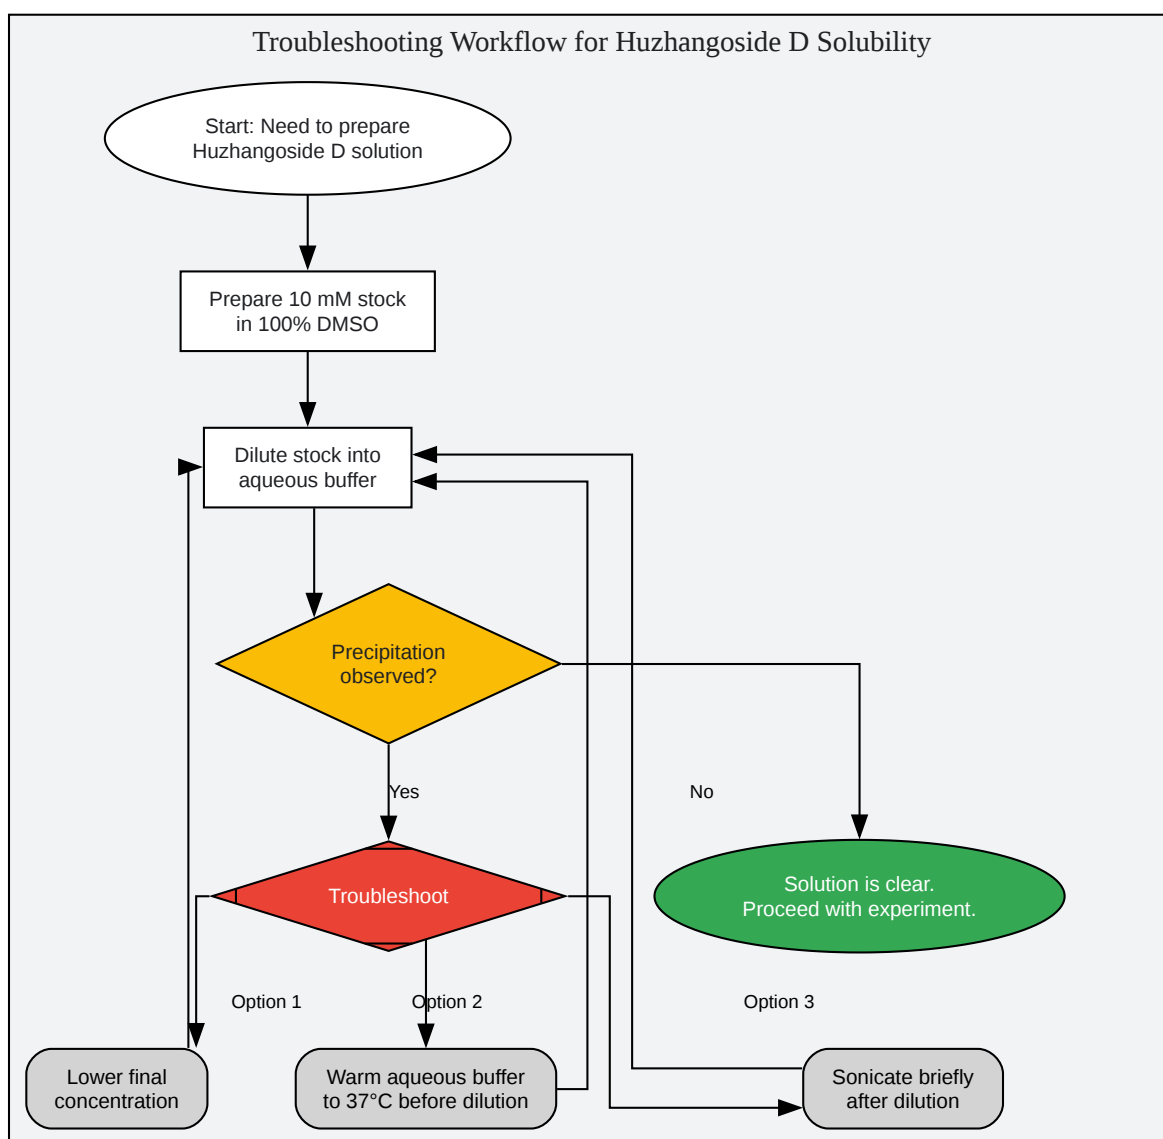 Troubleshooting Workflow for Huzhangoside D Solubility
Start: Need to prepare
Huzhangoside D solution
Prepare 10 mM stock
in 100% DMSO
Dilute stock into
aqueous buffer
Precipitation
observed?
Yes
No
Troubleshoot
Solution is clear.
Proceed with experiment.
Option 1
Option 2
Option 3
Lower final
concentration
Warm aqueous buffer
to 37°C before dilution
Sonicate briefly
after dilution